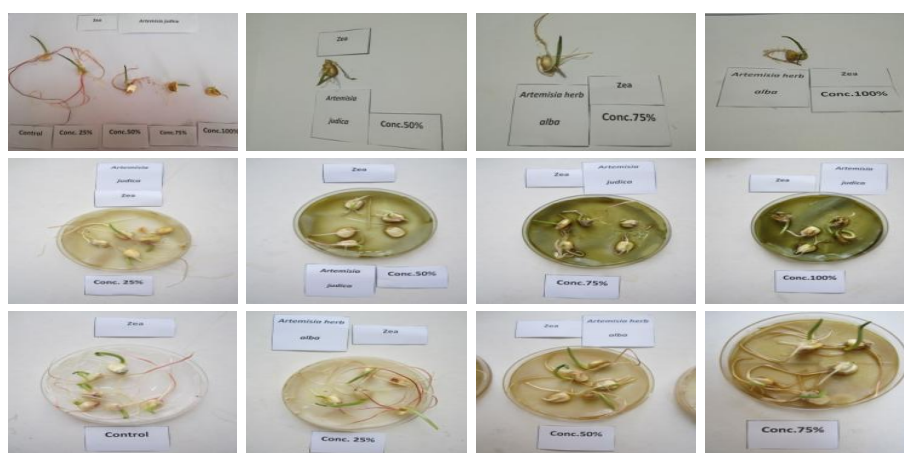 Zea
Artemisia judica
Control
Conc. 25%
Conc.50%
Conc.75%
Conc.100%
Zea
Artemisia
judica
Conc.50%
Zea
Artemisia herb
alba
Conc.75%
Zea
Artemisia herb
alba
Conc.100%
Artemisia
judica
Zea
Conc. 25%
Zea
Artemisia
judica
Conc.50%
Zea
Artemisia
judica
Conc.75%
Zea
Artemisia
judica
Conc.100%
Zea
Control
Artemisia herb
alba
Zea
Conc. 25%
Zea
Artemisia herb
alba
Conc.50%
Conc.75%